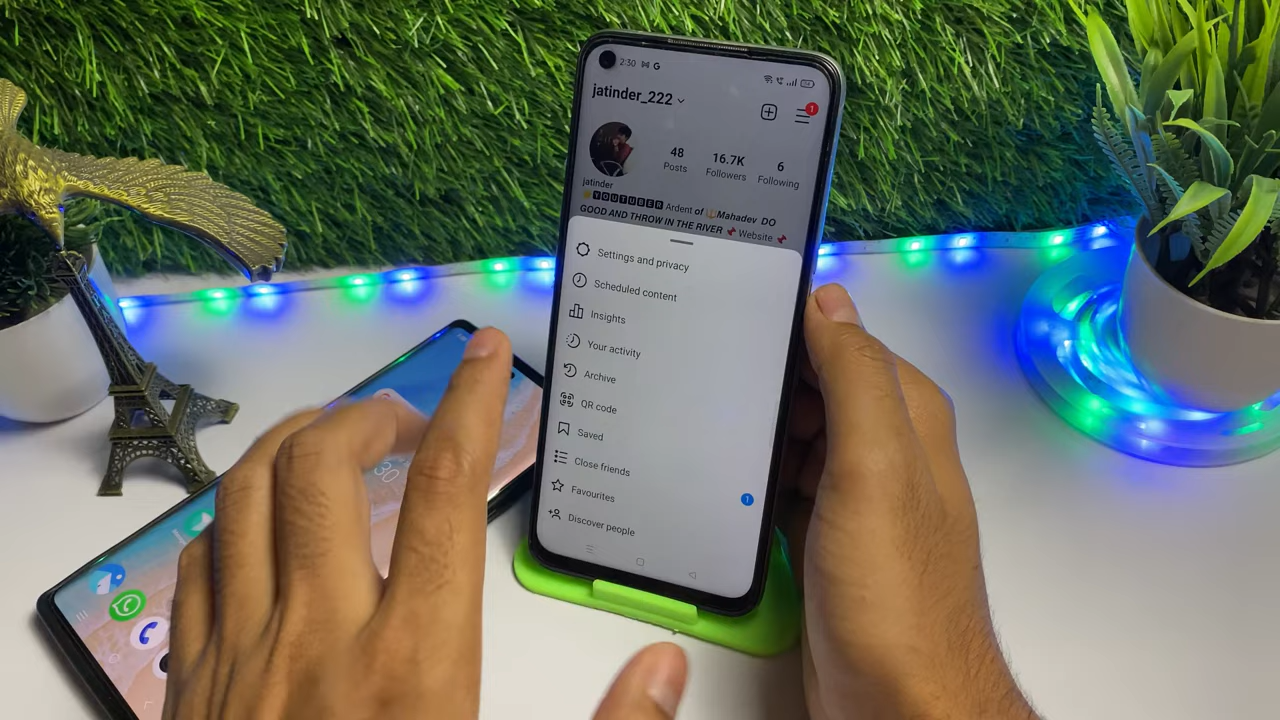 2:30 G
jatinder_222
1
48 16.7K 6
Posts Followers Following
jatinder
YOUTUBER Ardent of Mahadev DO
GOOD AND THROW IN THE RIVER Website
Settings and privacy
Scheduled content
Insights
Your activity
Archive
QR code
Saved
Close friends
Favourites 1
Discover people
30